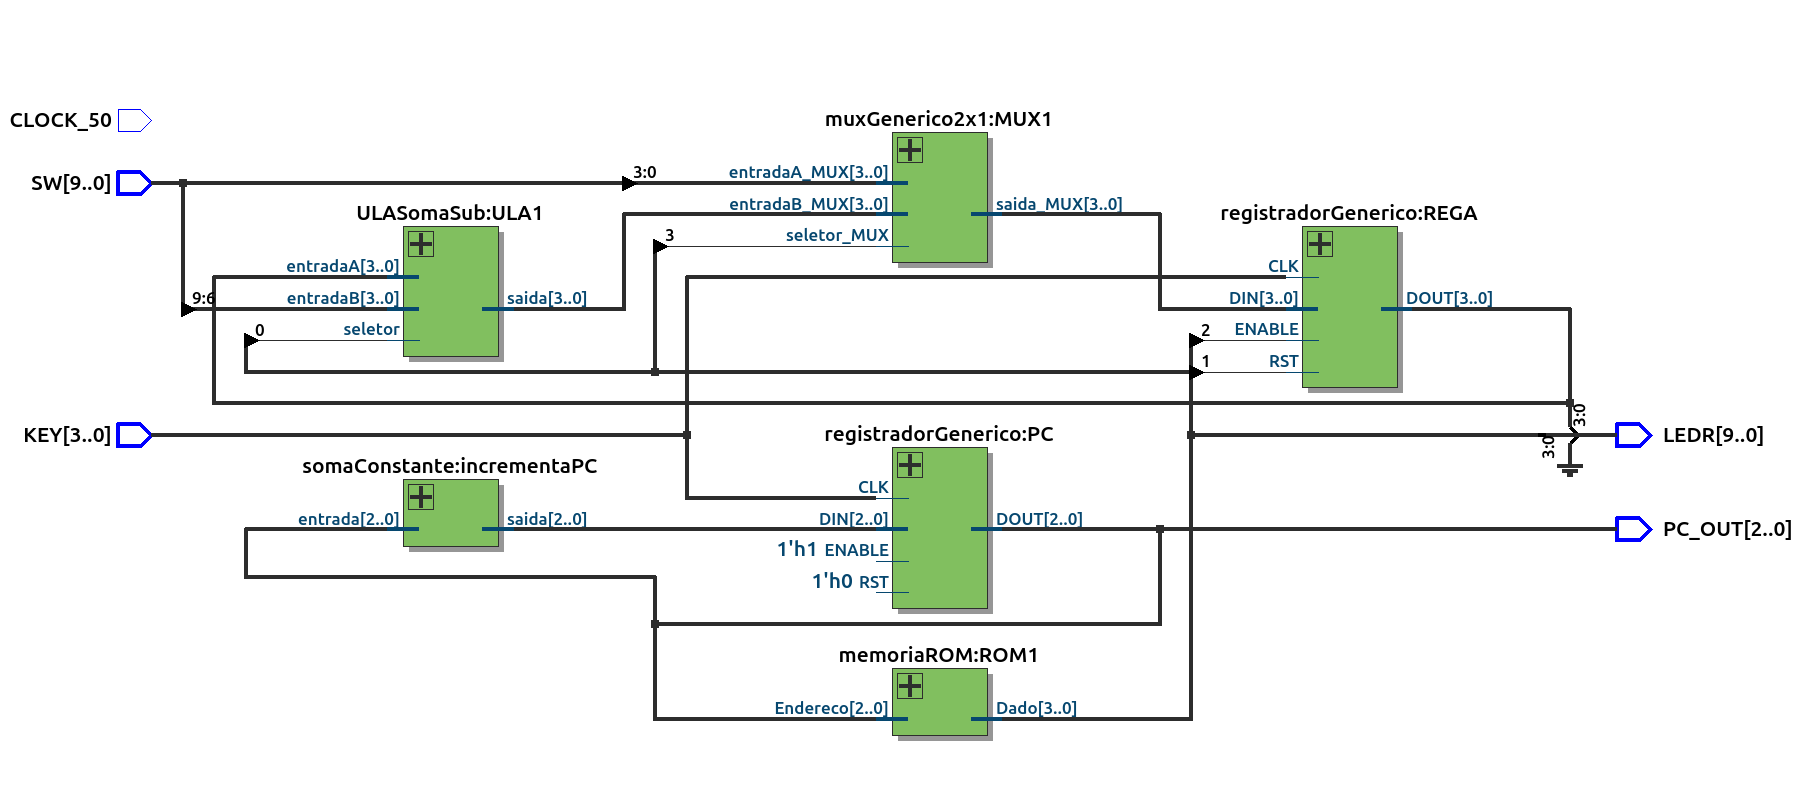 CLOCK_50
SW[9..0]
muxGenerico2x1:MUX1
3:0
entradaA_MUX[3..0]
entradaB_MUX[3..0]
saida_MUX[3..0]
3
seletor_MUX
ULASomaSub:ULA1
entradaA[3..0]
9:6
entradaB[3..0]
saida[3..0]
0
seletor
registradorGenerico:REGA
CLK
DIN[3..0]
DOUT[3..0]
2
ENABLE
1
RST
3:0
3:0
KEY[3..0]
LEDR[9..0]
registradorGenerico:PC
CLK
DIN[2..0]
DOUT[2..0]
1'h1 ENABLE
1'h0 RST
PC_OUT[2..0]
somaConstante:incrementaPC
entrada[2..0]
saida[2..0]
memoriaROM:ROM1
Endereco[2..0]
Dado[3..0]